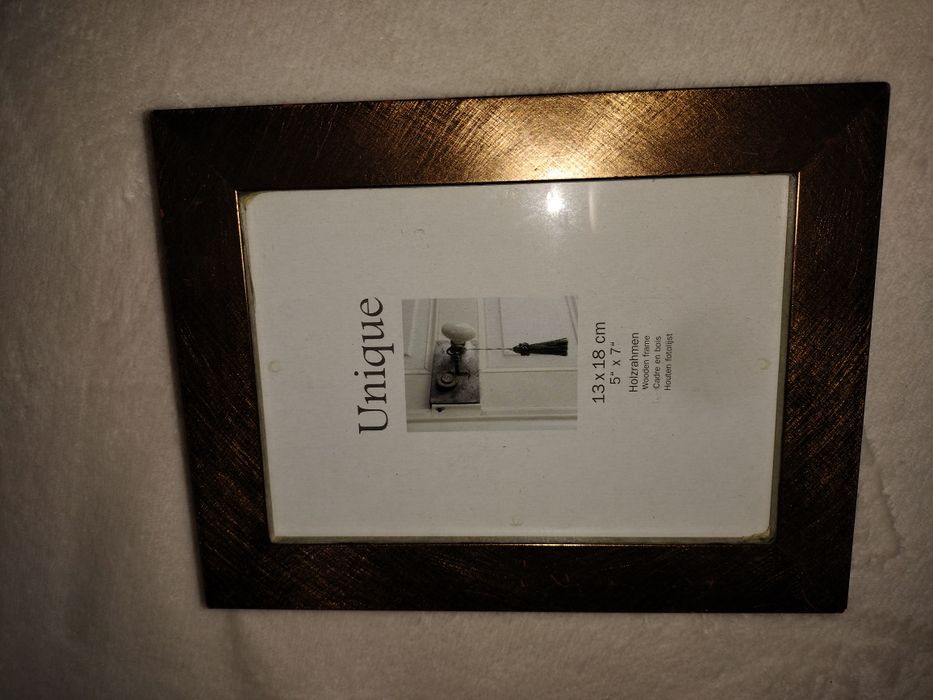 Unique
13 x 18 cm
5“ x 7“
Holzrahmen
Wooden frame
Cadre en bois
Houten fotolijst